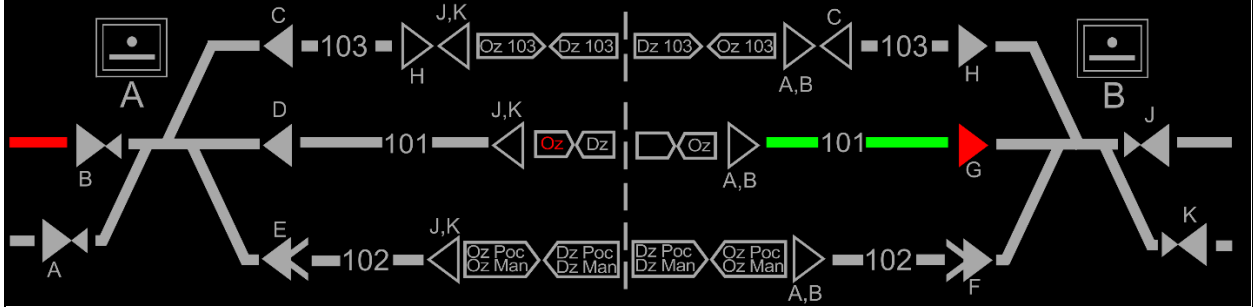 C
J,K
C
103
Oz 103
Dz 103
Dz 103
Oz 103
103
H
A,B
H
A
B
D
J,K
J
101
Oz
Dz
Oz
101
B
A,B
G
E
J,K
K
102
Oz Poc
Oz Man
Dz Poc
Dz Man
Dz Poc
Dz Man
Oz Poc
Oz Man
102
A
A,B
F